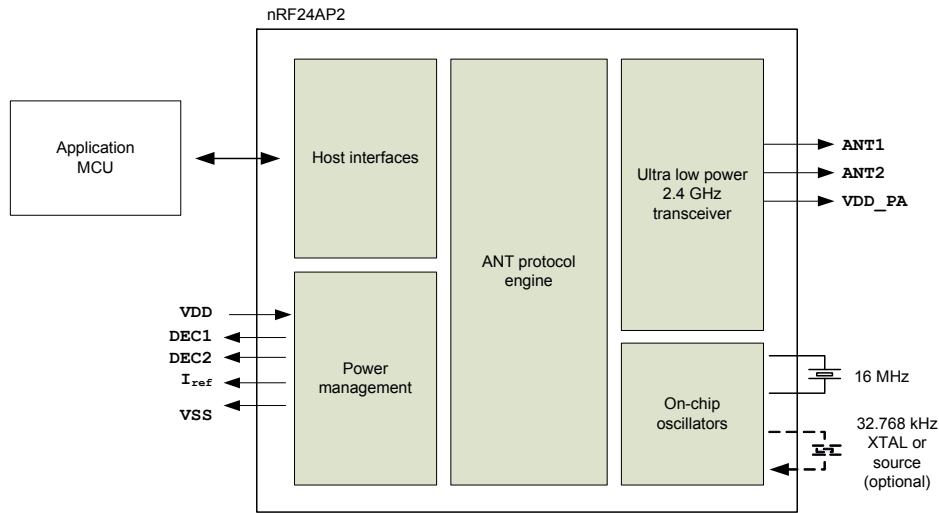 nRF24AP2
Application
MCU
Host interfaces
ANT protocol
engine
Ultra low power
2.4 GHz
transceiver
ANT1
ANT2
VDD_PA
VDD
DEC1
DEC2
Iref
VSS
Power
management
On-chip
oscillators
16 MHz
32.768 kHz
XTAL or
source
(optional)